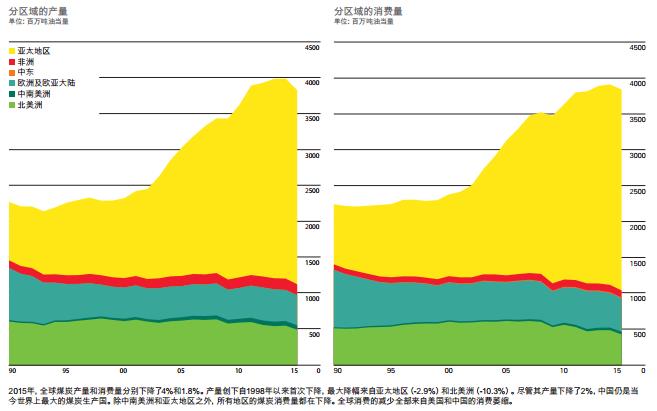 分区域的产量
单位: 百万吨油当量
亚太地区
非洲
中东
欧洲及欧亚大陆
中南美洲
北美洲
4500
4000
3500
3000
2500
2000
1500
1000
500
0
90
95
00
05
10
15
分区域的消费量
单位: 百万吨油当量
4500
4000
3500
3000
2500
2000
1500
1000
500
0
90
95
00
05
10
15
2015年, 全球煤炭产量和消费量分别下降了4%和1.8%。产量创下自1998年以来首次下降, 最大降幅来自亚太地区 (-2.9%) 和北美洲 (-10.3%) 。尽管其产量下降了2%, 中国仍是当
今世界上最大的煤炭生产国。除中南美洲和亚太地区之外, 所有地区的煤炭消费量都在下降。全球消费的减少全部来自美国和中国的消费萎缩。